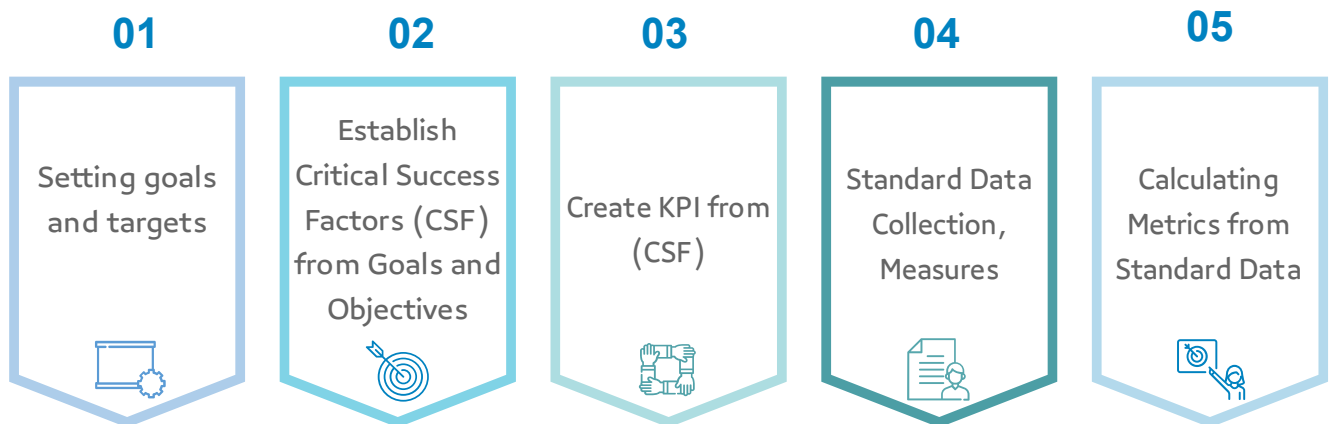 01
Setting goals
and targets
02
Establish
Critical Success
Factors (CSF)
from Goals and
Objectives
03
Create KPI from
(CSF)
04
Standard Data
Collection,
Measures
05
Calculating
Metrics from
Standard Data